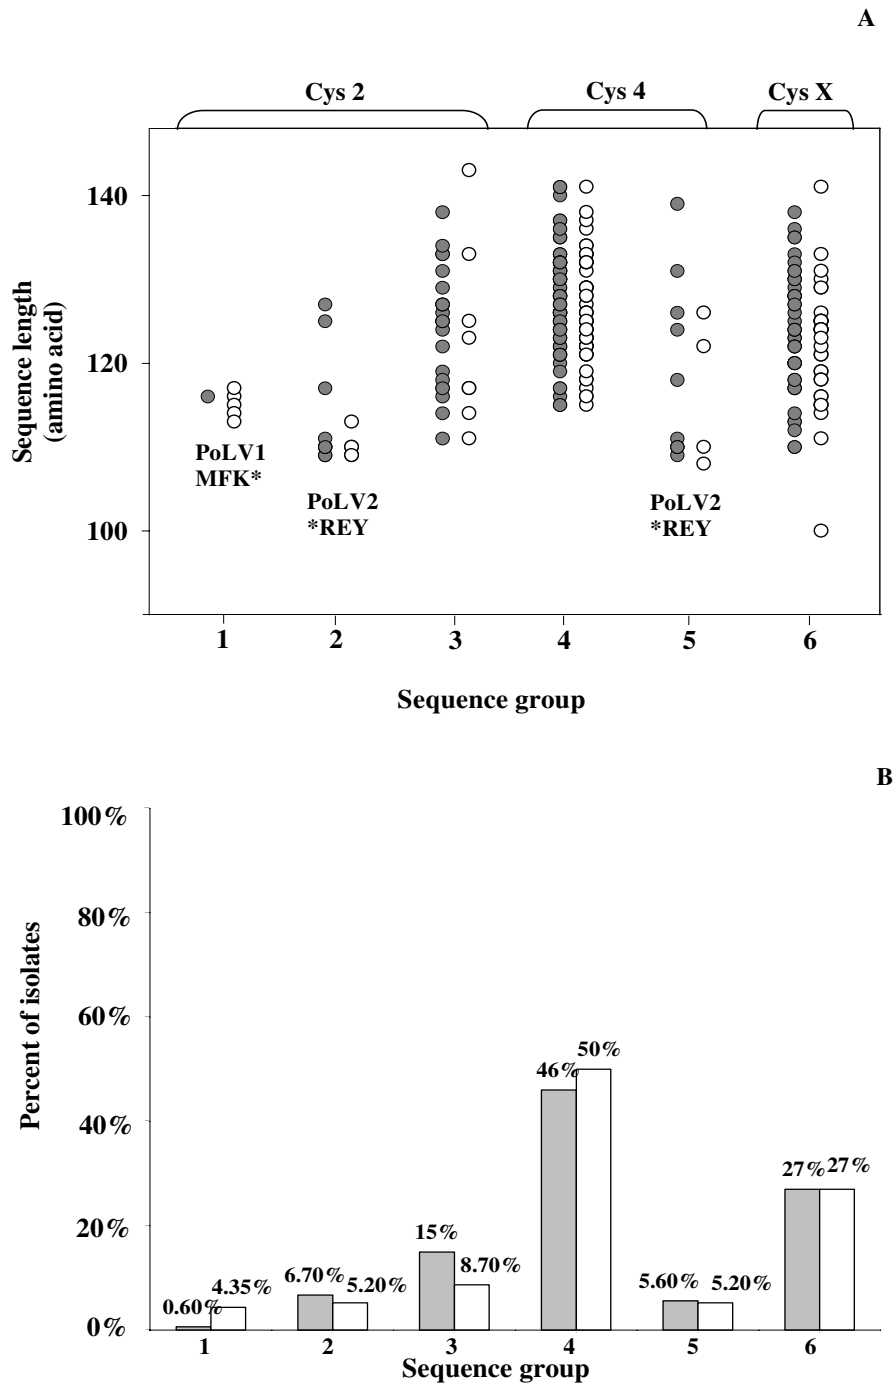 A
Cys 2
Cys 4
Cys X
140
120
100
Sequence length
(amino acid)
PoLV1
MFK*
PoLV2
*REY
PoLV2
*REY
1 2 3 4 5 6
Sequence group
B
100%
80%
60%
40%
20%
0%
Percent of isolates
0.60% 4.35% 6.70% 5.20% 15% 8.70% 46% 50% 5.60% 5.20% 27% 27%
1 2 3 4 5 6
Sequence group